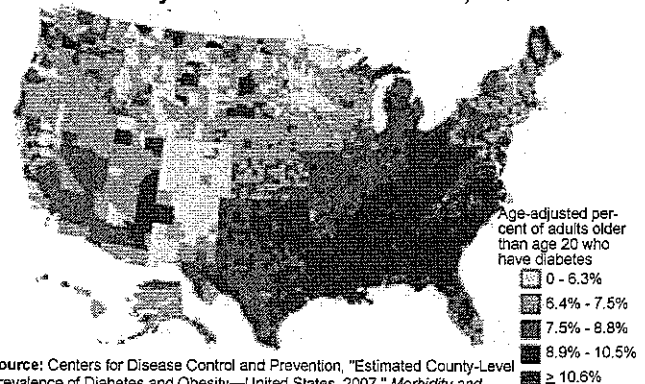 Age-adjusted per-
cent of adults older
than age 20 who
have diabetes
0 - 6.3%
6.4% - 7.5%
7.5% - 8.8%
8.9% - 10.5%
≥ 10.6%
ource: Centers for Disease Control and Prevention, "Estimated County-Level
revalence of Diabetes and Obesity—United States, 2007," Morbidity and